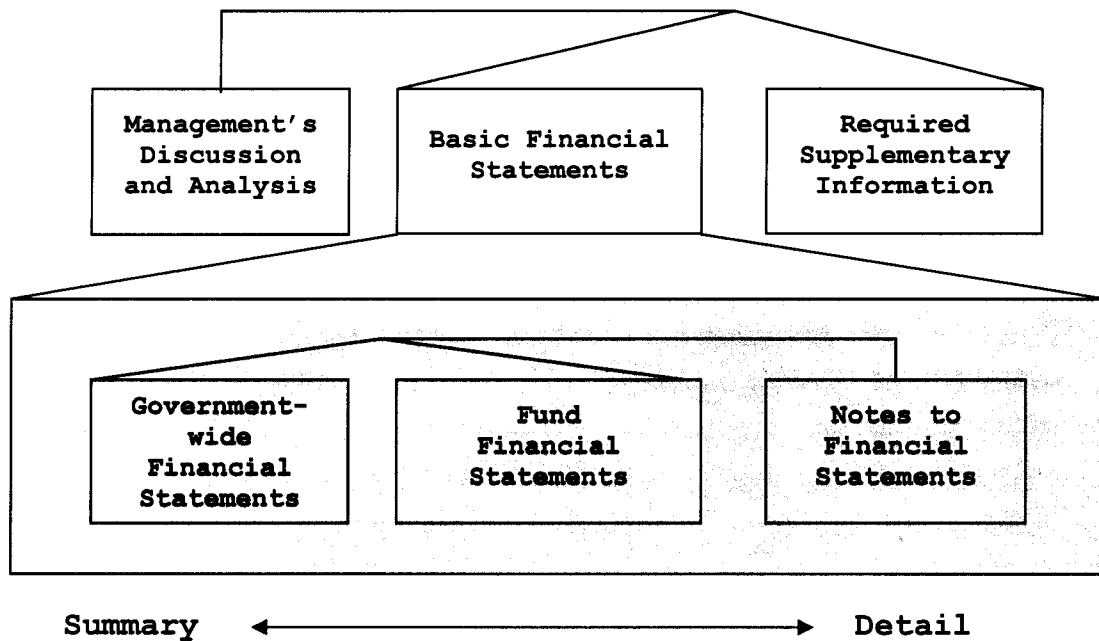 Management's
Discussion
and Analysis
Basic Financial
Statements
Required
Supplementary
Information
Government-
wide
Financial
Statements
Fund
Financial
Statements
Notes to
Financial
Statements
Summary
Detail